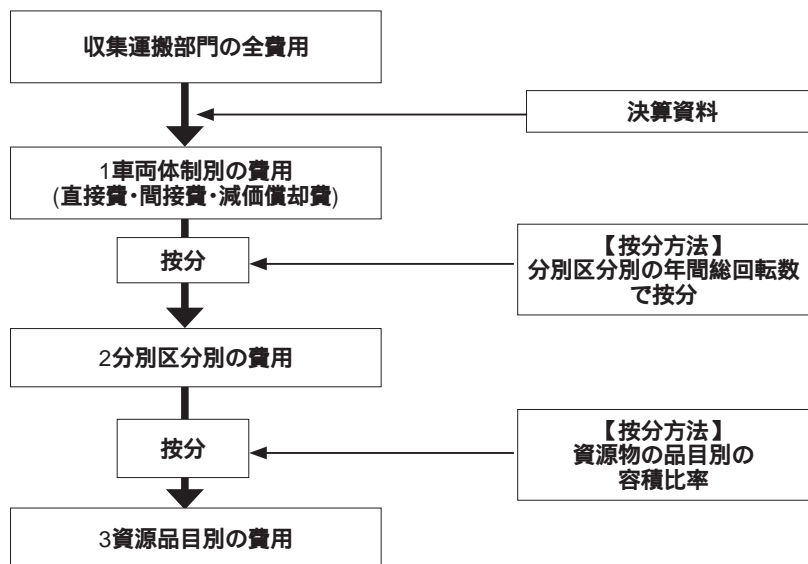 収集運搬部門の全費用
決算資料
1車両体制別の費用
(直接費・間接費・減価償却費)
按分
【按分方法】
分別区分別の年間総回転数
で按分
2分別区分別の費用
按分
【按分方法】
資源物の品目別の
容積比率
3資源品目別の費用